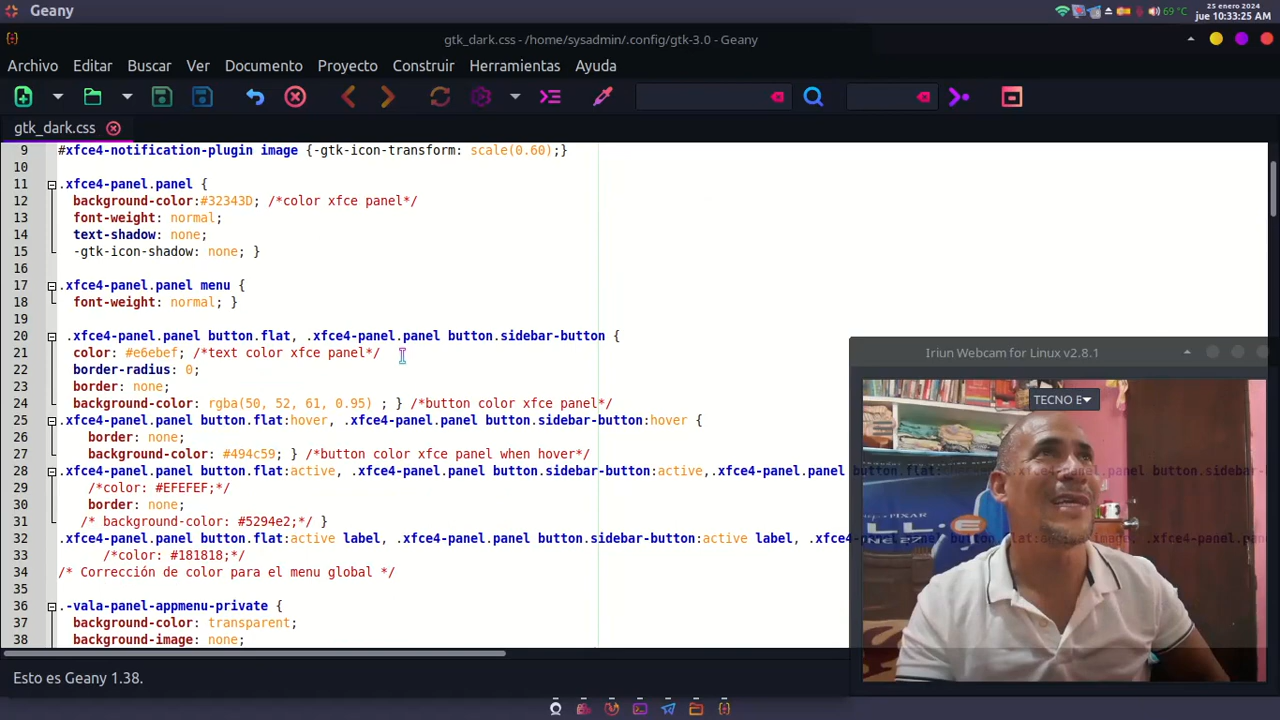 Geany
69 °C
25 enero 2024
jue 10:33:25 AM
gtk_dark.css - /home/sysadmin/.config/gtk-3.0 - Geany
Archivo Editar Buscar Ver Documento Proyecto Construir Herramientas Ayuda
gtk_dark.css
9 #xfce4-notification-plugin image {-gtk-icon-transform: scale(0.60);}
10
11 .xfce4-panel.panel {
12 background-color:#32343D; /*color xfce panel*/
13 font-weight: normal;
14 text-shadow: none;
15 -gtk-icon-shadow: none; }
16
17 .xfce4-panel.panel menu {
18 font-weight: normal; }
19
20 .xfce4-panel.panel button.flat, .xfce4-panel.panel button.sidebar-button {
21 color: #e6ebef; /*text color xfce panel*/
22 border-radius: 0;
23 border: none;
24 background-color: rgba(50, 52, 61, 0.95) ; } /*button color xfce panel*/
25 .xfce4-panel.panel button.flat:hover, .xfce4-panel.panel button.sidebar-button:hover {
26 border: none;
27 background-color: #494c59; } /*button color xfce panel when hover*/
28 .xfce4-panel.panel button.flat:active, .xfce4-panel.panel button.sidebar-button:active,.xfce4-panel.panel
29 /*color: #EFEFEF;*/
30 border: none;
31 /* background-color: #5294e2;*/ }
32 .xfce4-panel.panel button.flat:active label, .xfce4-panel.panel button.sidebar-button:active label, .xfce4-
33 /*color: #181818;*/
34 /* Corrección de color para el menu global */
35
36 .-vala-panel-appmenu-private {
37 background-color: transparent;
38 background-image: none;
Iriun Webcam for Linux v2.8.1
TECNO
PIXAR
Esto es Geany 1.38.